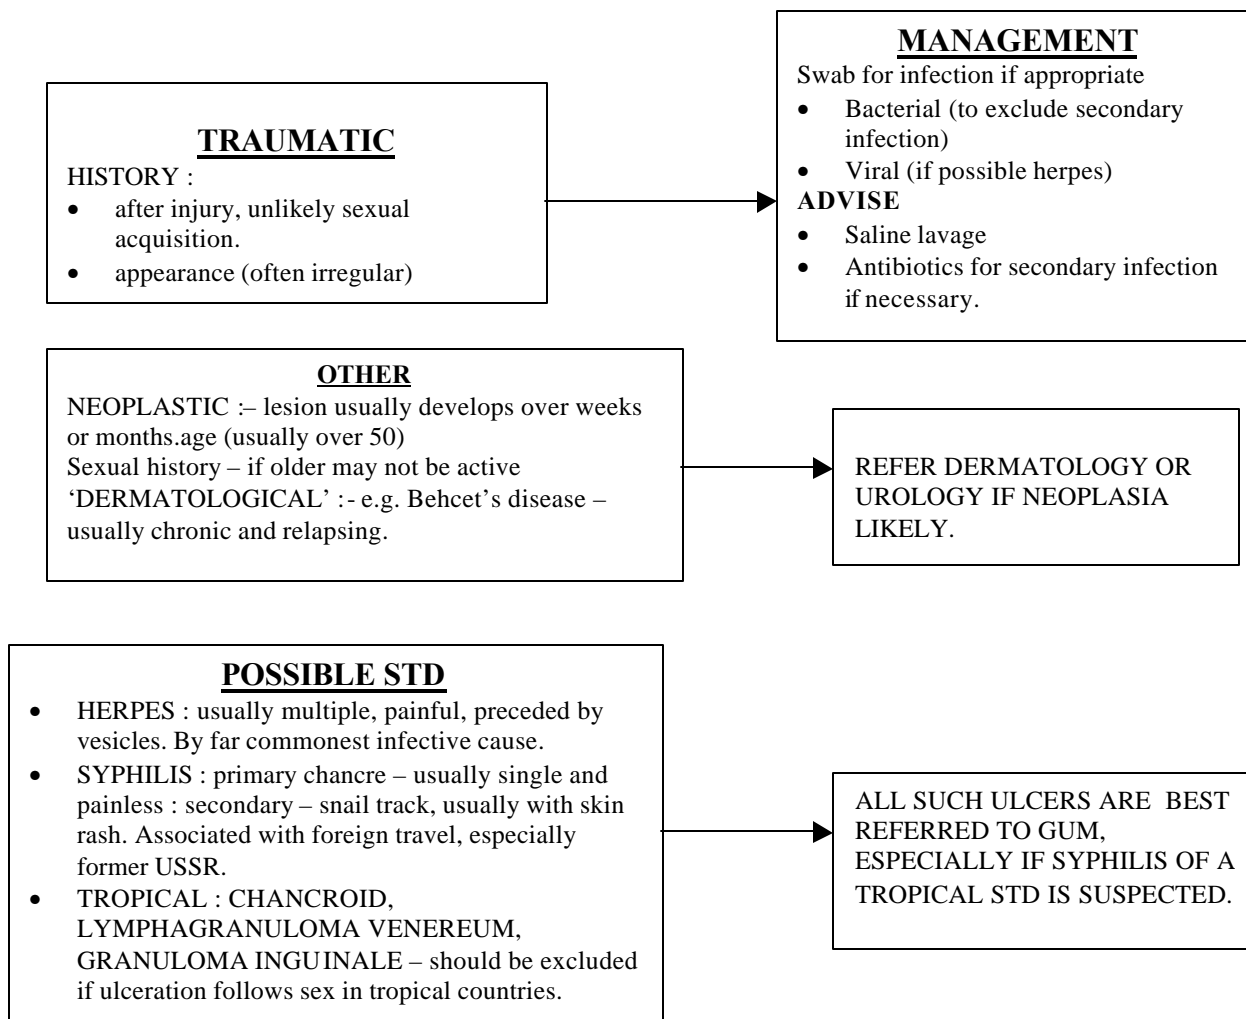 TRAUMATIC
HISTORY :
• after injury, unlikely sexual
acquisition.
• appearance (often irregular)
MANAGEMENT
Swab for infection if appropriate
• Bacterial (to exclude secondary
infection)
• Viral (if possible herpes)
ADVISE
• Saline lavage
• Antibiotics for secondary infection
if necessary.
OTHER
NEOPLASTIC :– lesion usually develops over weeks
or months.age (usually over 50)
Sexual history – if older may not be active
‘DERMATOLOGICAL’ :- e.g. Behcet’s disease –
usually chronic and relapsing.
REFER DERMATOLOGY OR
UROLOGY IF NEOPLASIA
LIKELY.
POSSIBLE STD
• HERPES : usually multiple, painful, preceded by
vesicles. By far commonest infective cause.
• SYPHILIS : primary chancre – usually single and
painless : secondary – snail track, usually with skin
rash. Associated with foreign travel, especially
former USSR.
• TROPICAL : CHANCROID,
LYMPHAGRANULOMA VENEREUM,
GRANULOMA INGUINALE – should be excluded
if ulceration follows sex in tropical countries.
ALL SUCH ULCERS ARE BEST
REFERRED TO GUM,
ESPECIALLY IF SYPHILIS OF A
TROPICAL STD IS SUSPECTED.